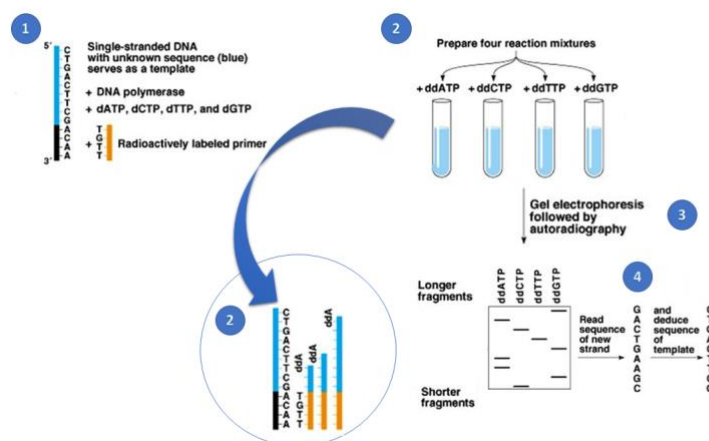 1
5'
C
T
G
A
C
T
T
C
G
A
C
A
A
3'
Single-stranded DNA
with unknown sequence (blue)
serves as a template
+ DNA polymerase
+ dATP, dCTP, dTTP, and dGTP
T
G
T
T
+ Radioactively labeled primer
2
Prepare four reaction mixtures
+ ddATP + ddCTP + ddTTP + ddGTP
Gel electrophoresis
followed by
autoradiography
3
2
C
T
G
A
C
T
T
C
G
A
C
A
A
T
G
T
T
ddA
ddA
ddA
Longer
fragments
ddATP
ddCTP
ddTTP
ddGTP
Shorter
fragments
4
Read
sequence
of new
strand
G
A
C
T
G
A
A
G
C
and
deduce
sequence
of
template